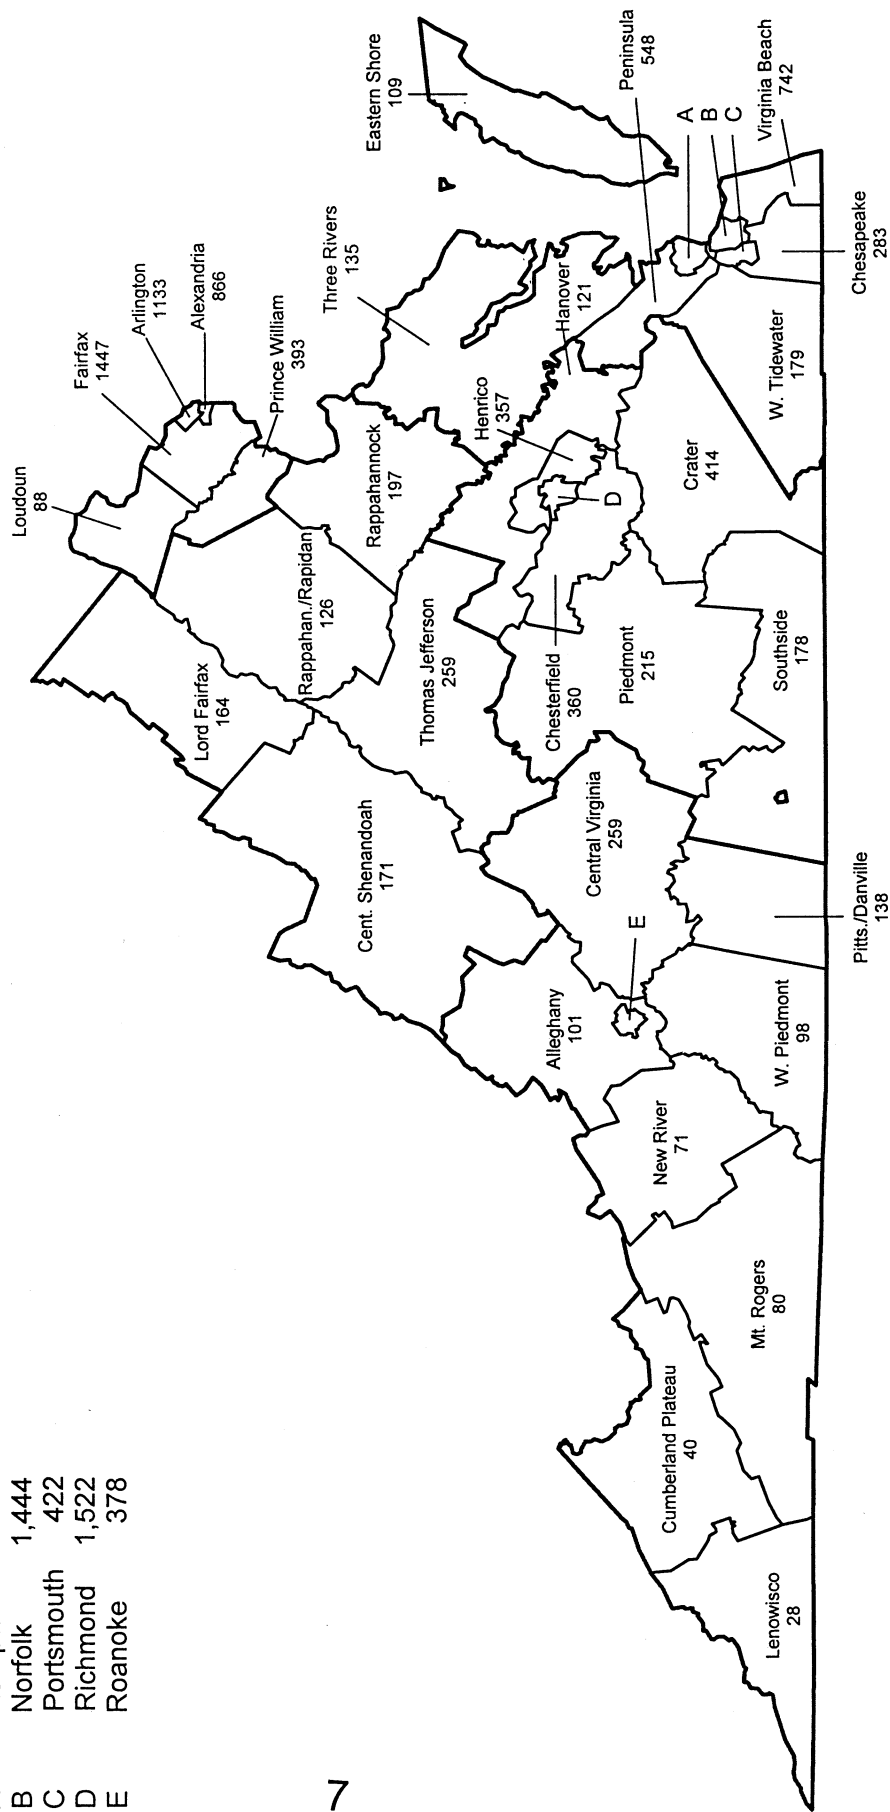 B Norfolk 1,444
C Portsmouth 422
D Richmond 1,522
E Roanoke 378
7
Loudoun
88
Fairfax
1447
Arlington
1133
Alexandria
866
Prince William
393
Three Rivers
135
Eastern Shore
109
Peninsula
548
A
B
C
Virginia Beach
742
Chesapeake
283
W. Tidewater
179
Hanover
121
Henrico
357
D
Crater
414
Rappahannock
197
Rappahan./Rapidan
126
Lord Fairfax
164
Thomas Jefferson
259
Chesterfield
360
Piedmont
215
Southside
178
Cent. Shenandoah
171
Central Virginia
259
E
Pitts./Danville
138
Alleghany
101
W. Piedmont
98
New River
71
Mt. Rogers
80
Cumberland Plateau
40
Lenowisco
28